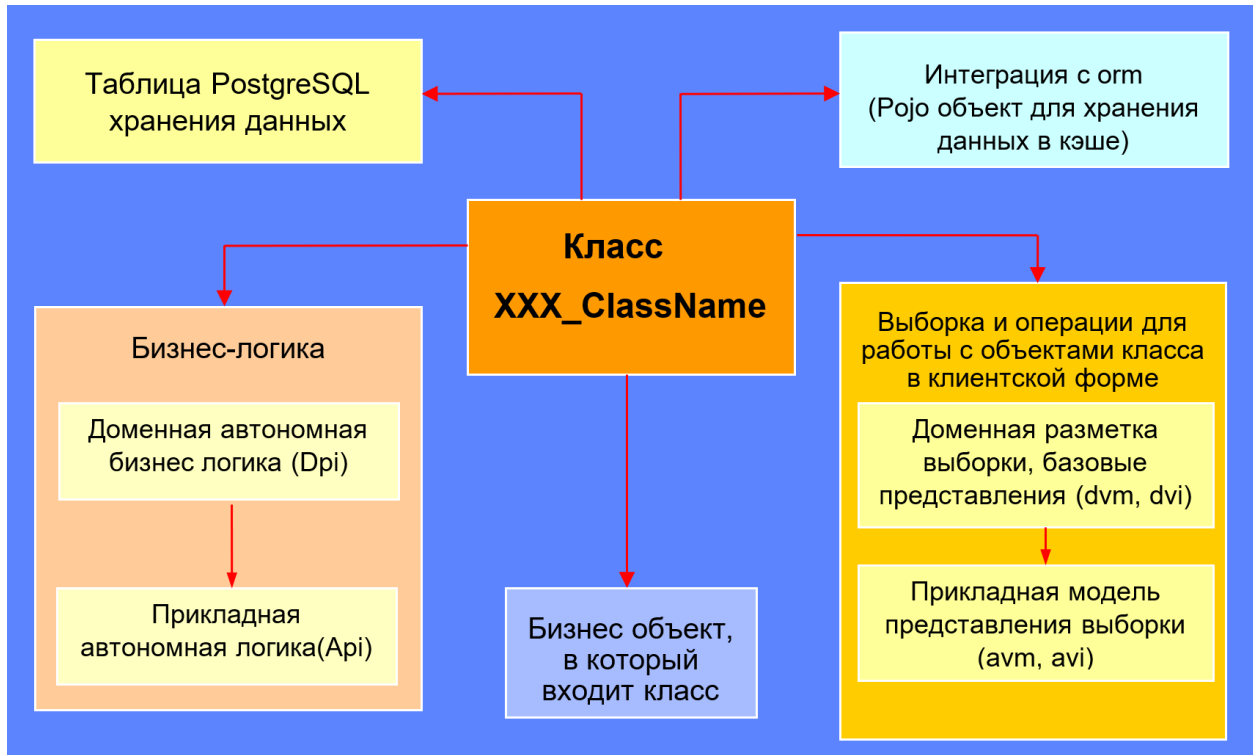 Таблица PostgreSQL
хранения данных
Интеграция с orm
(Pojo объект для хранения
данных в кэше)
Класс
XXX_ClassName
Бизнес-логика
Доменная автономная
бизнес логика (Dpi)
Прикладная
автономная логика(Api)
Бизнес объект,
в который
входит класс
Выборка и операции для
работы с объектами класса
в клиентской форме
Доменная разметка
выборки, базовые
представления (dvm, dvi)
Прикладная модель
представления выборки
(avm, avi)